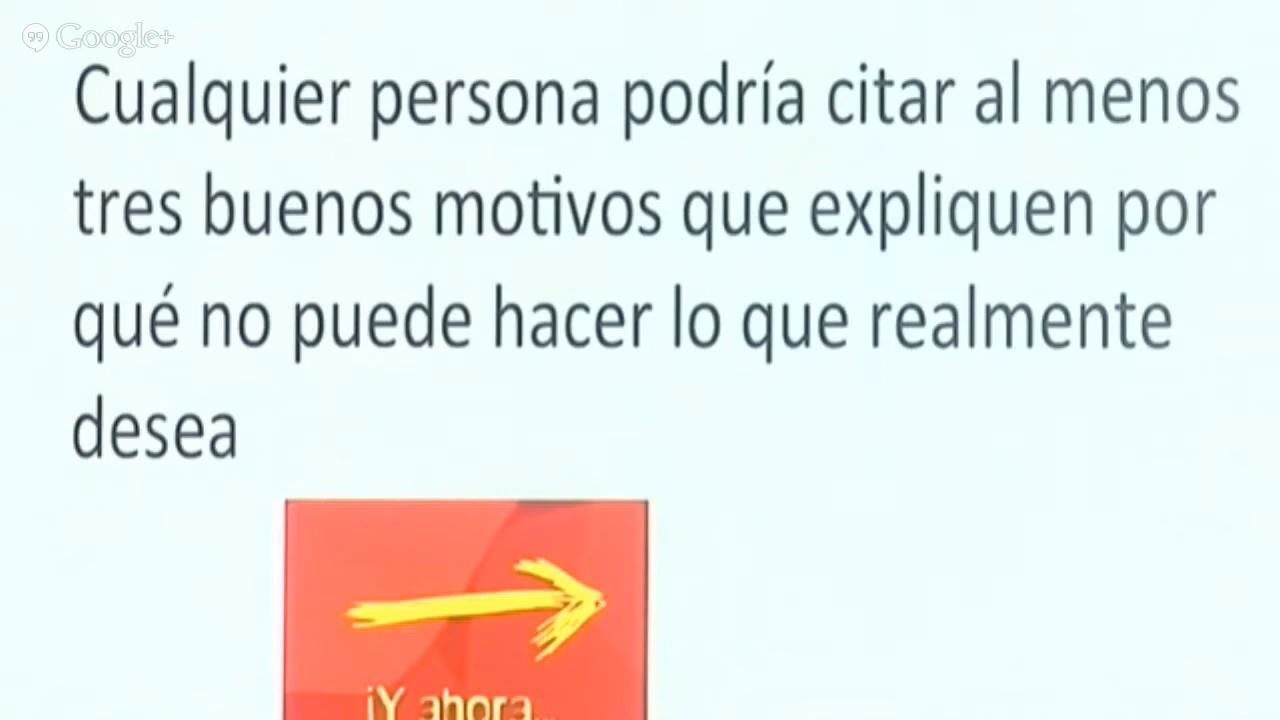 Google+
Cualquier persona podría citar al menos
tres buenos motivos que expliquen por
qué no puede hacer lo que realmente
desea
¡Y ahora...